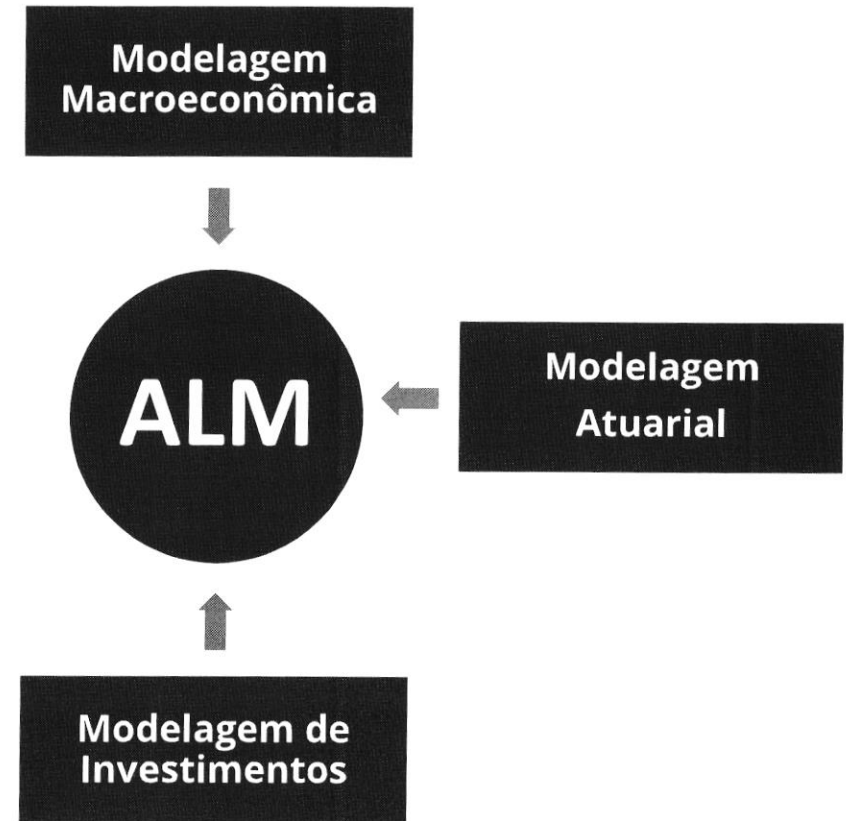 Modelagem
Macroeconômica
ALM
Modelagem
Atuarial
Modelagem de
Investimentos